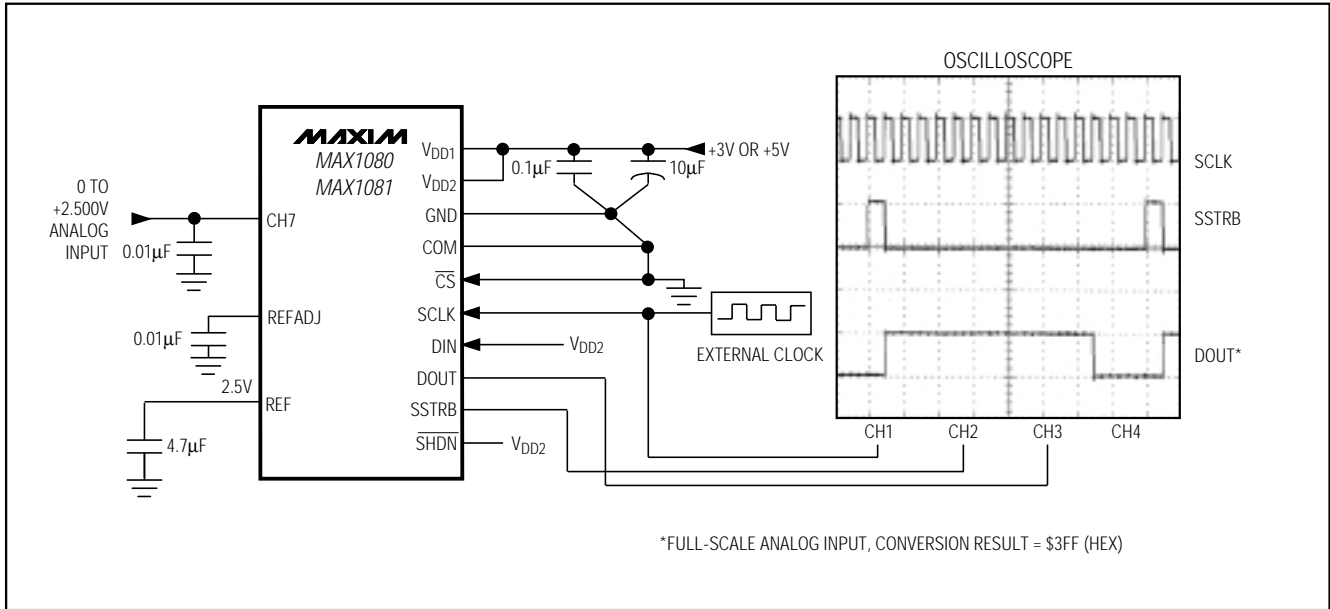 OSCILLOSCOPE
MAXIM
MAX1080
MAX1081
0 TO
+2.500V
ANALOG
INPUT
0.01µF
CH7
0.01µF
REFADJ
2.5V
REF
4.7µF
VDD1
VDD2
GND
COM
CS
SCLK
DIN
DOUT
SSTRB
SHDN
0.1µF
10µF
+3V OR +5V
EXTERNAL CLOCK
VDD2
VDD2
SCLK
SSTRB
DOUT*
CH1 CH2 CH3 CH4
*FULL-SCALE ANALOG INPUT, CONVERSION RESULT = $3FF (HEX)